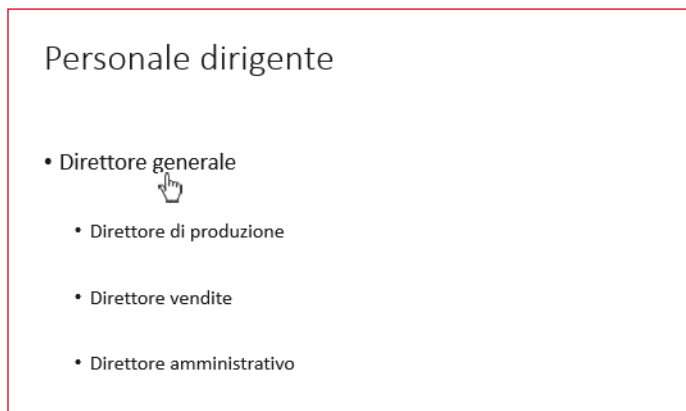 Personale dirigente
• Direttore generale
• Direttore di produzione
• Direttore vendite
• Direttore amministrativo